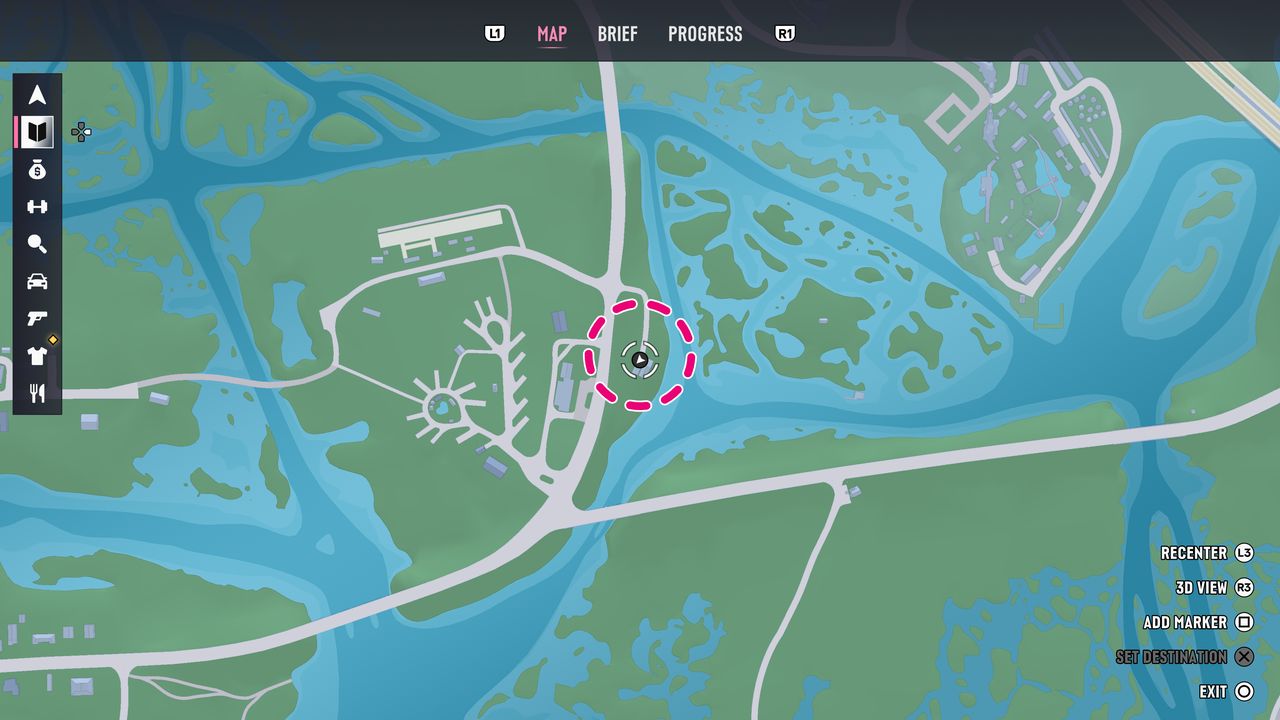 L1 MAP BRIEF PROGRESS R1
RECENTER L3
3D VIEW R3
ADD MARKER
SET DESTINATION
EXIT